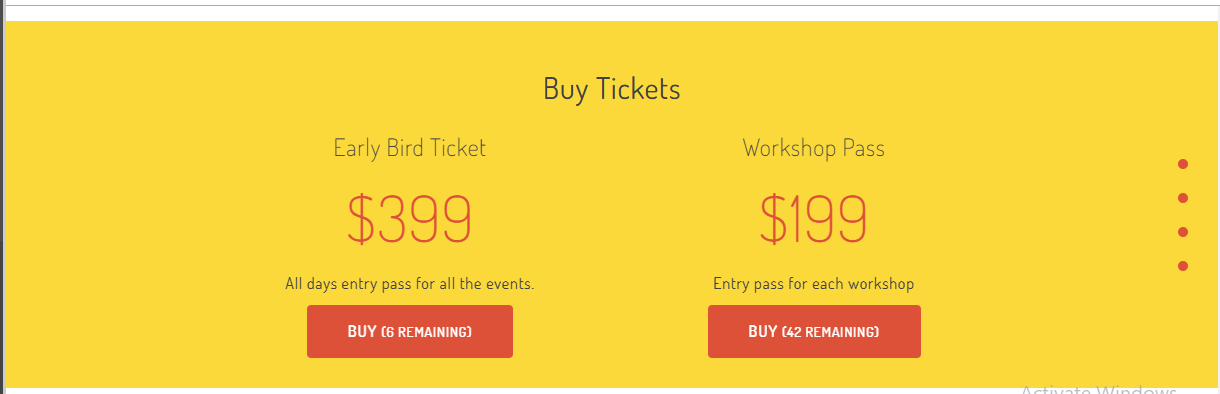 Buy Tickets
Early Bird Ticket
Workshop Pass
$399
$199
All days entry pass for all the events.
Entry pass for each workshop
BUY (6 REMAINING)
BUY (42 REMAINING)
Activate Windows